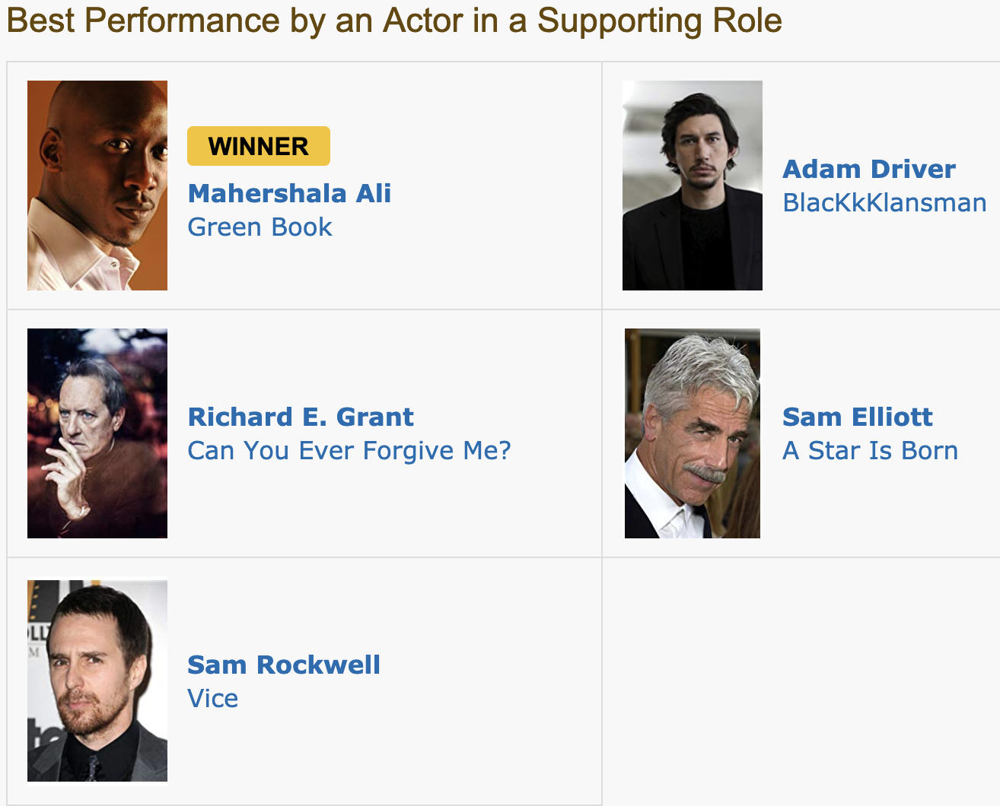 Best Performance by an Actor in a Supporting Role
WINNER
Mahershala Ali
Green Book
Adam Driver
BlacKkKlansman
Richard E. Grant
Can You Ever Forgive Me?
Sam Elliott
A Star Is Born
Sam Rockwell
Vice